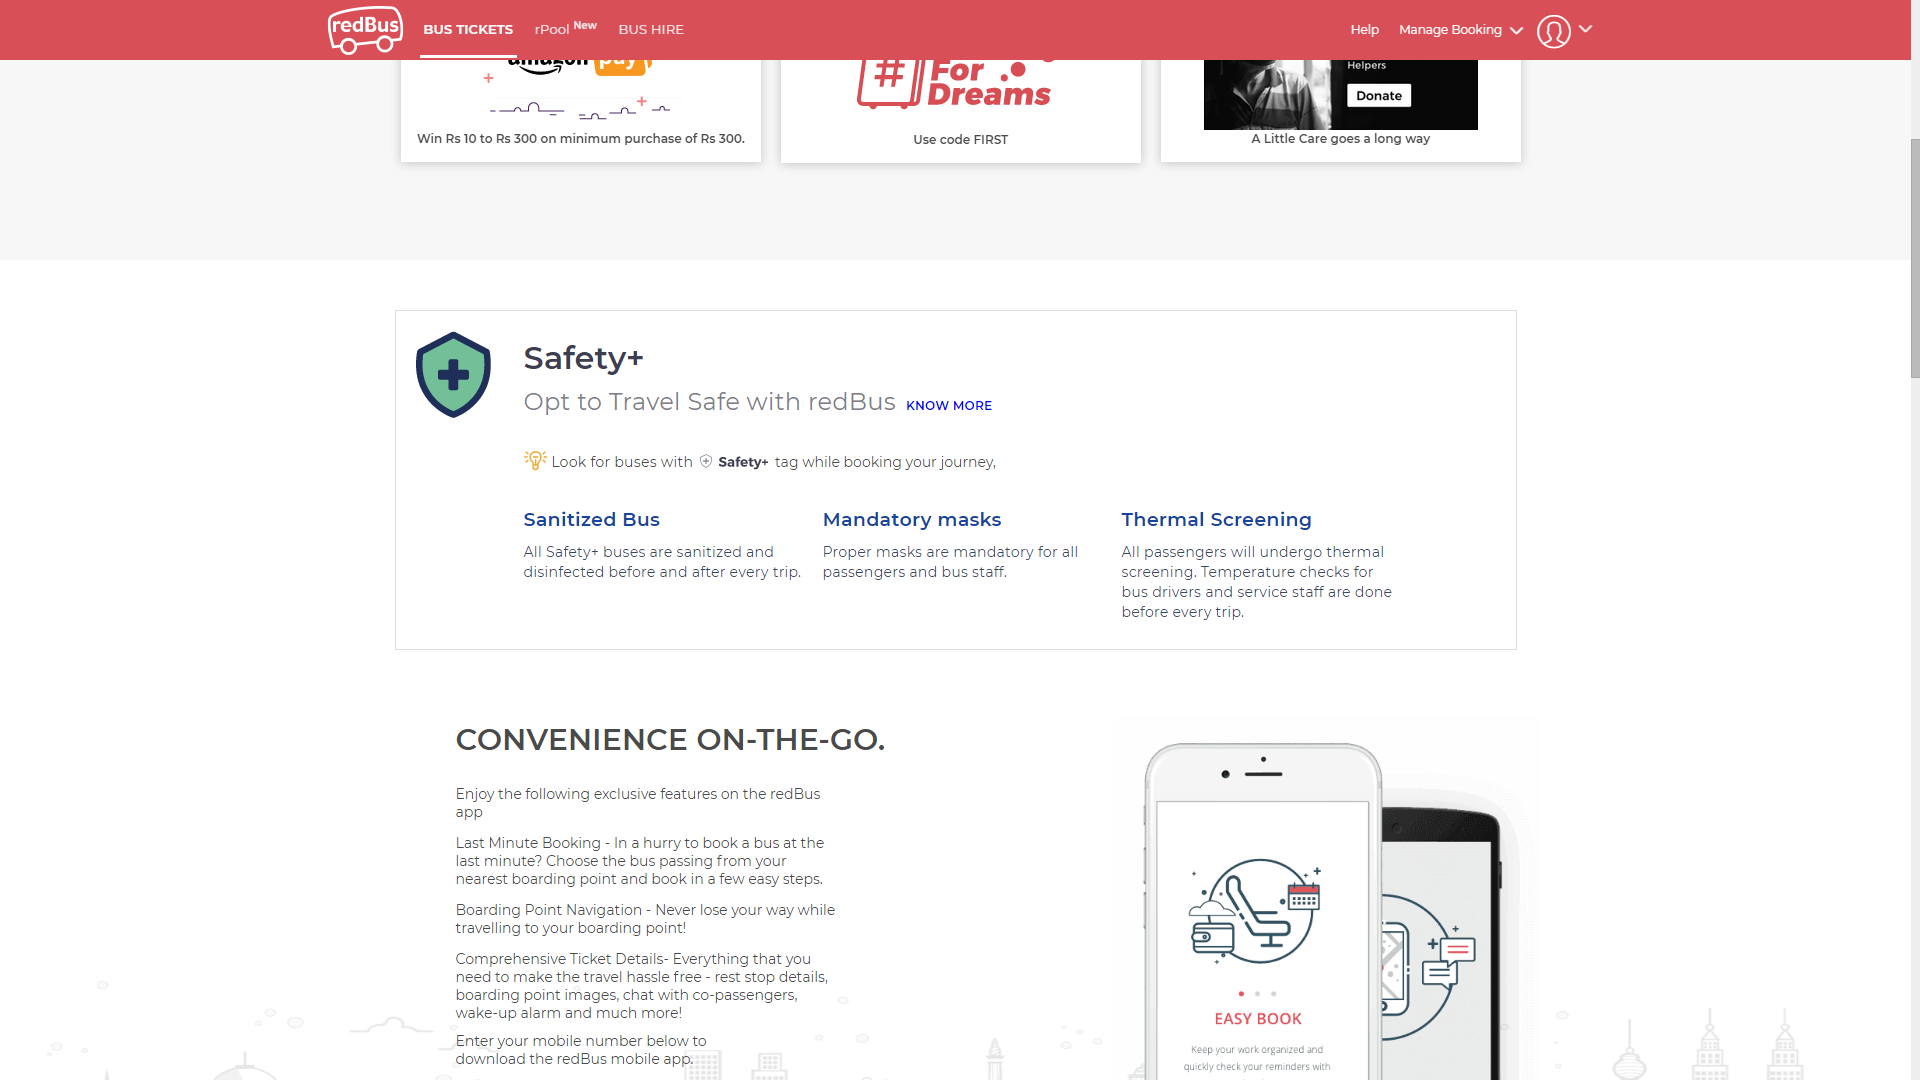 redBus
BUS TICKETS
rPool New
BUS HIRE
Help
Manage Booking
amazon
pay
#
For
Dreams
Helpers
Donate
Win Rs 10 to Rs 300 on minimum purchase of Rs 300.
Use code FIRST
A Little Care goes a long way
Safety+
Opt to Travel Safe with redBus KNOW MORE
Look for buses with Safety+ tag while booking your journey,
Sanitized Bus
All Safety+ buses are sanitized and
disinfected before and after every trip.
Mandatory masks
Proper masks are mandatory for all
passengers and bus staff.
Thermal Screening
All passengers will undergo thermal
screening. Temperature checks for
bus drivers and service staff are done
before every trip.
CONVENIENCE ON-THE-GO.
Enjoy the following exclusive features on the redBus
app
Last Minute Booking - In a hurry to book a bus at the
last minute? Choose the bus passing from your
nearest boarding point and book in a few easy steps.
Boarding Point Navigation - Never lose your way while
travelling to your boarding point!
Comprehensive Ticket Details- Everything that you
need to make the travel hassle free - rest stop details,
boarding point images, chat with co-passengers,
wake-up alarm and much more!
Enter your mobile number below to
download the redBus mobile app.
EASY BOOK
Keep your work organized and
quickly check your reminders with